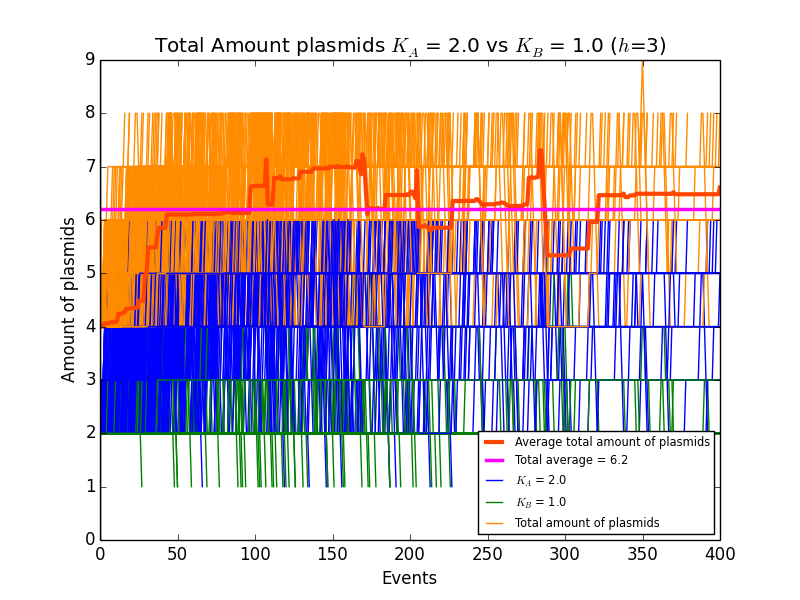 Total Amount plasmids K_A = 2.0 vs K_B = 1.0 (h=3)
Amount of plasmids
9
8
7
6
5
4
3
2
1
0
Average total amount of plasmids
Total average = 6.2
K_A = 2.0
K_B = 1.0
Total amount of plasmids
0 50 100 150 200 250 300 350 400
Events